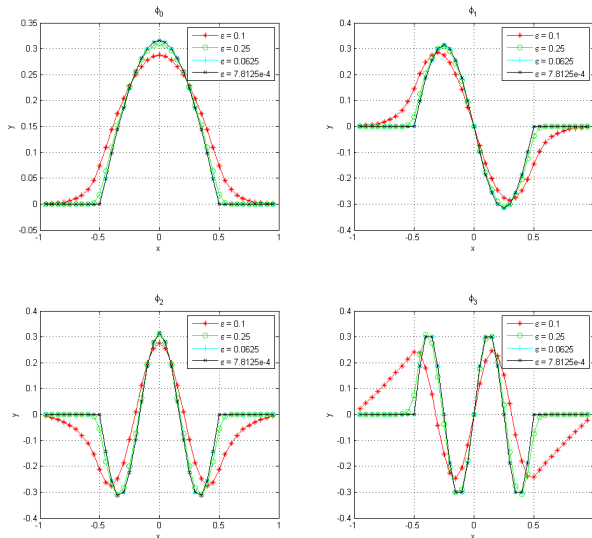 ϕ0
y
0.35
0.3
0.25
0.2
0.15
0.1
0.05
0
-0.05
-1 -0.5 0 0.5 1
x
ε = 0.1
ε = 0.25
ε = 0.0625
ε = 7.8125e-4
ϕ1
y
0.4
0.3
0.2
0.1
0
-0.1
-0.2
-0.3
-0.4
-1 -0.5 0 0.5
x
ε = 0.1
ε = 0.25
ε = 0.0625
ε = 7.8125e-4
ϕ2
y
0.4
0.3
0.2
0.1
0
-0.1
-0.2
-0.3
-0.4
-1 -0.5 0 0.5 1
x
ε = 0.1
ε = 0.25
ε = 0.0625
ε = 7.8125e-4
ϕ3
y
0.4
0.3
0.2
0.1
0
-0.1
-0.2
-0.3
-0.4
-1 -0.5 0 0.5
x
ε = 0.1
ε = 0.25
ε = 0.0625
ε = 7.8125e-4